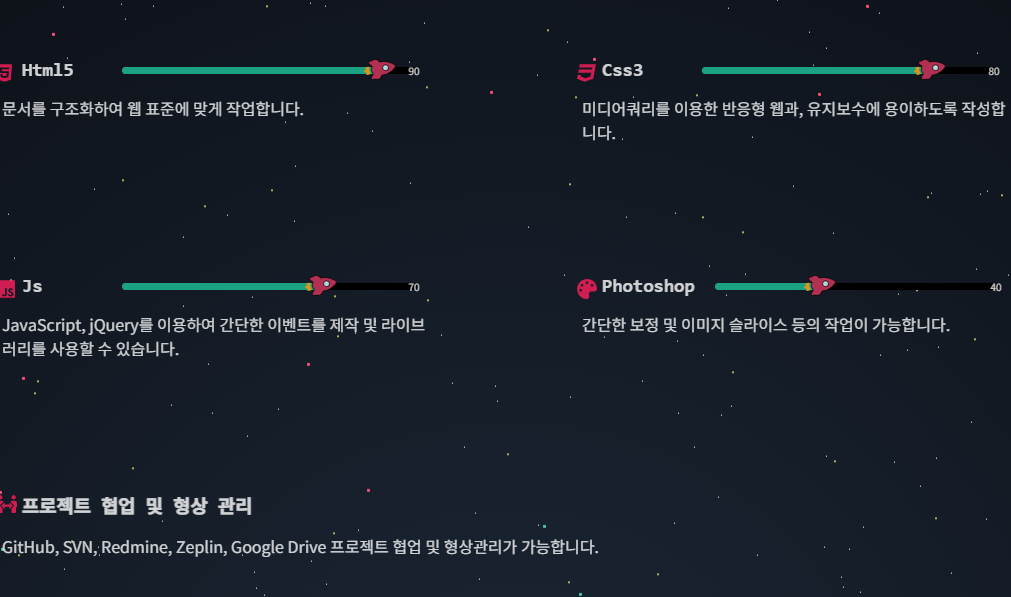 Html5
90
문서를 구조화하여 웹 표준에 맞게 작업합니다.
Css3
80
미디어쿼리를 이용한 반응형 웹과, 유지보수에 용이하도록 작성합
니다.
JS
Js
70
JavaScript, jQuery를 이용하여 간단한 이벤트를 제작 및 라이브
러리를 사용할 수 있습니다.
Photoshop
40
간단한 보정 및 이미지 슬라이스 등의 작업이 가능합니다.
프로젝트 협업 및 형상 관리
GitHub, SVN, Redmine, Zeplin, Google Drive 프로젝트 협업 및 형상관리가 가능합니다.